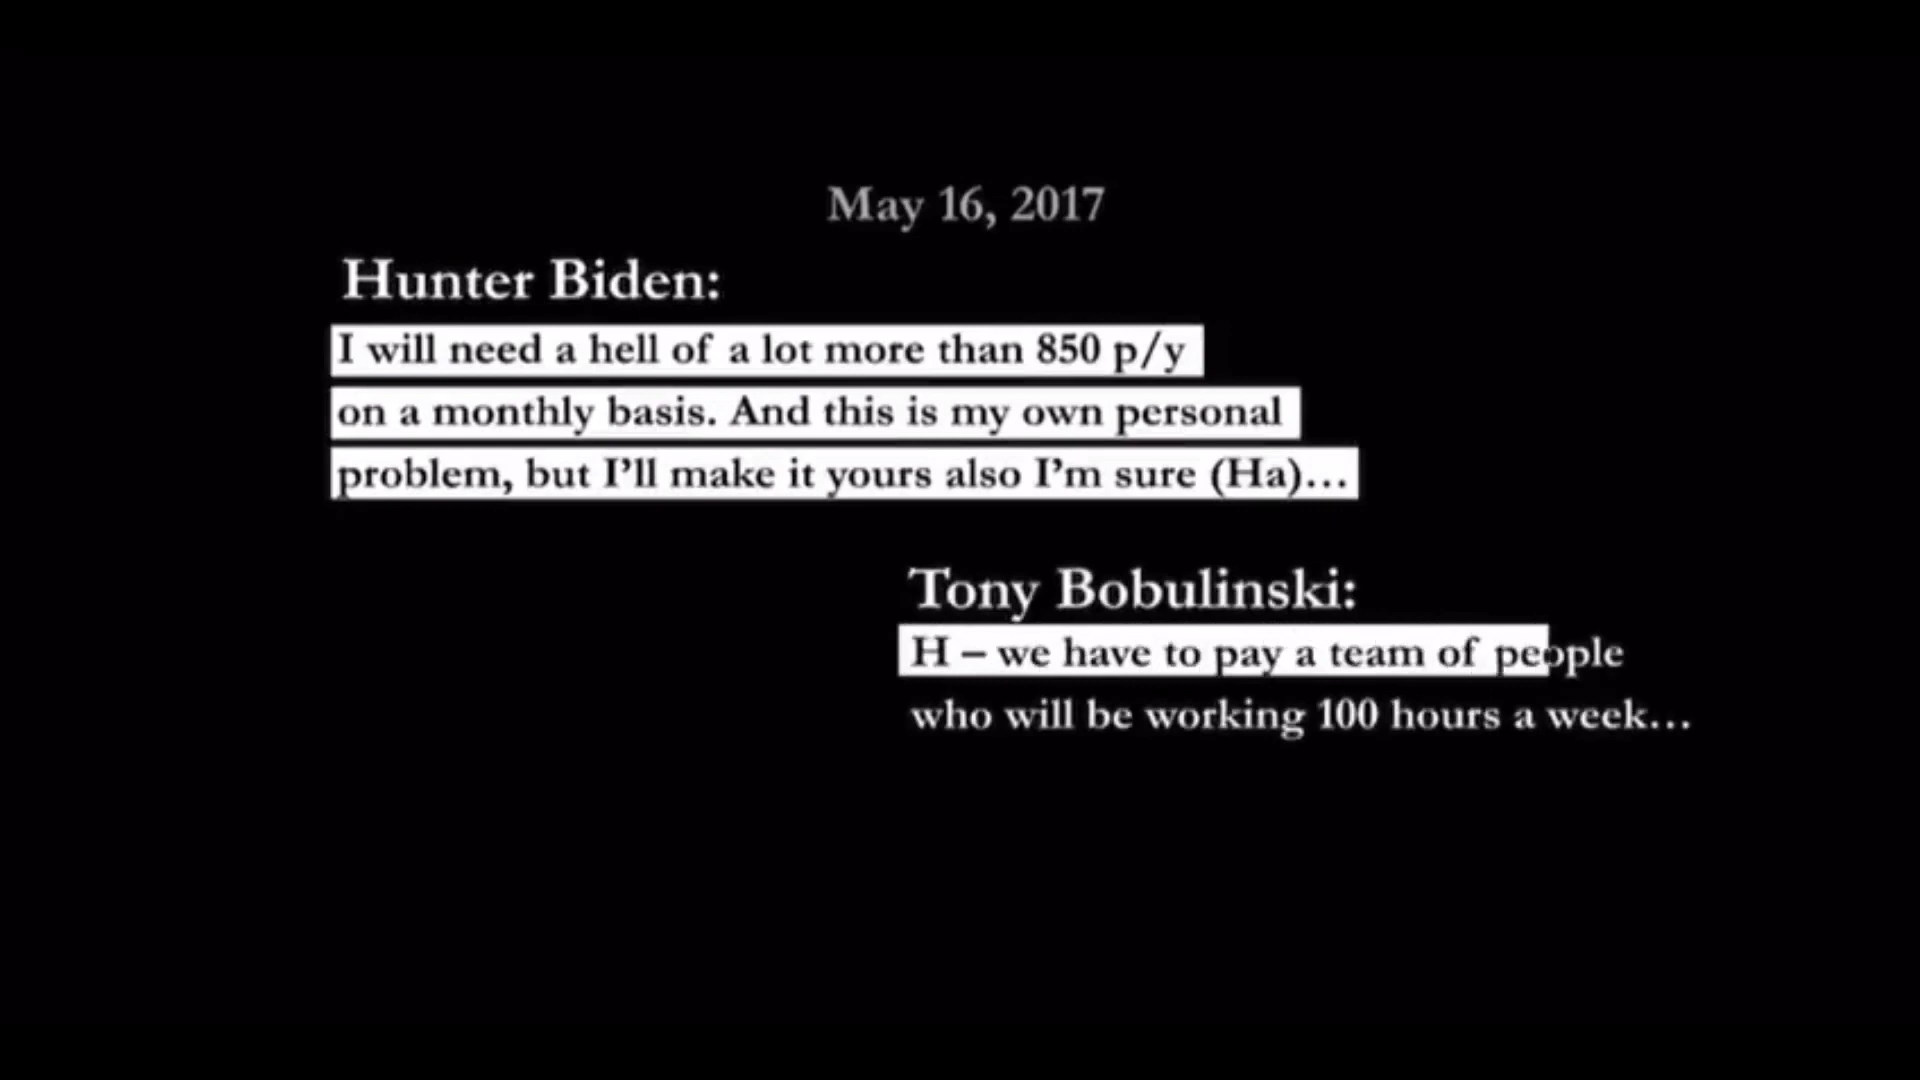 May 16, 2017
Hunter Biden:
I will need a hell of a lot more than 850 p/y
on a monthly basis. And this is my own personal
problem, but I’ll make it yours also I’m sure (Ha)…
Tony Bobulinski:
H – we have to pay a team of people
who will be working 100 hours a week…